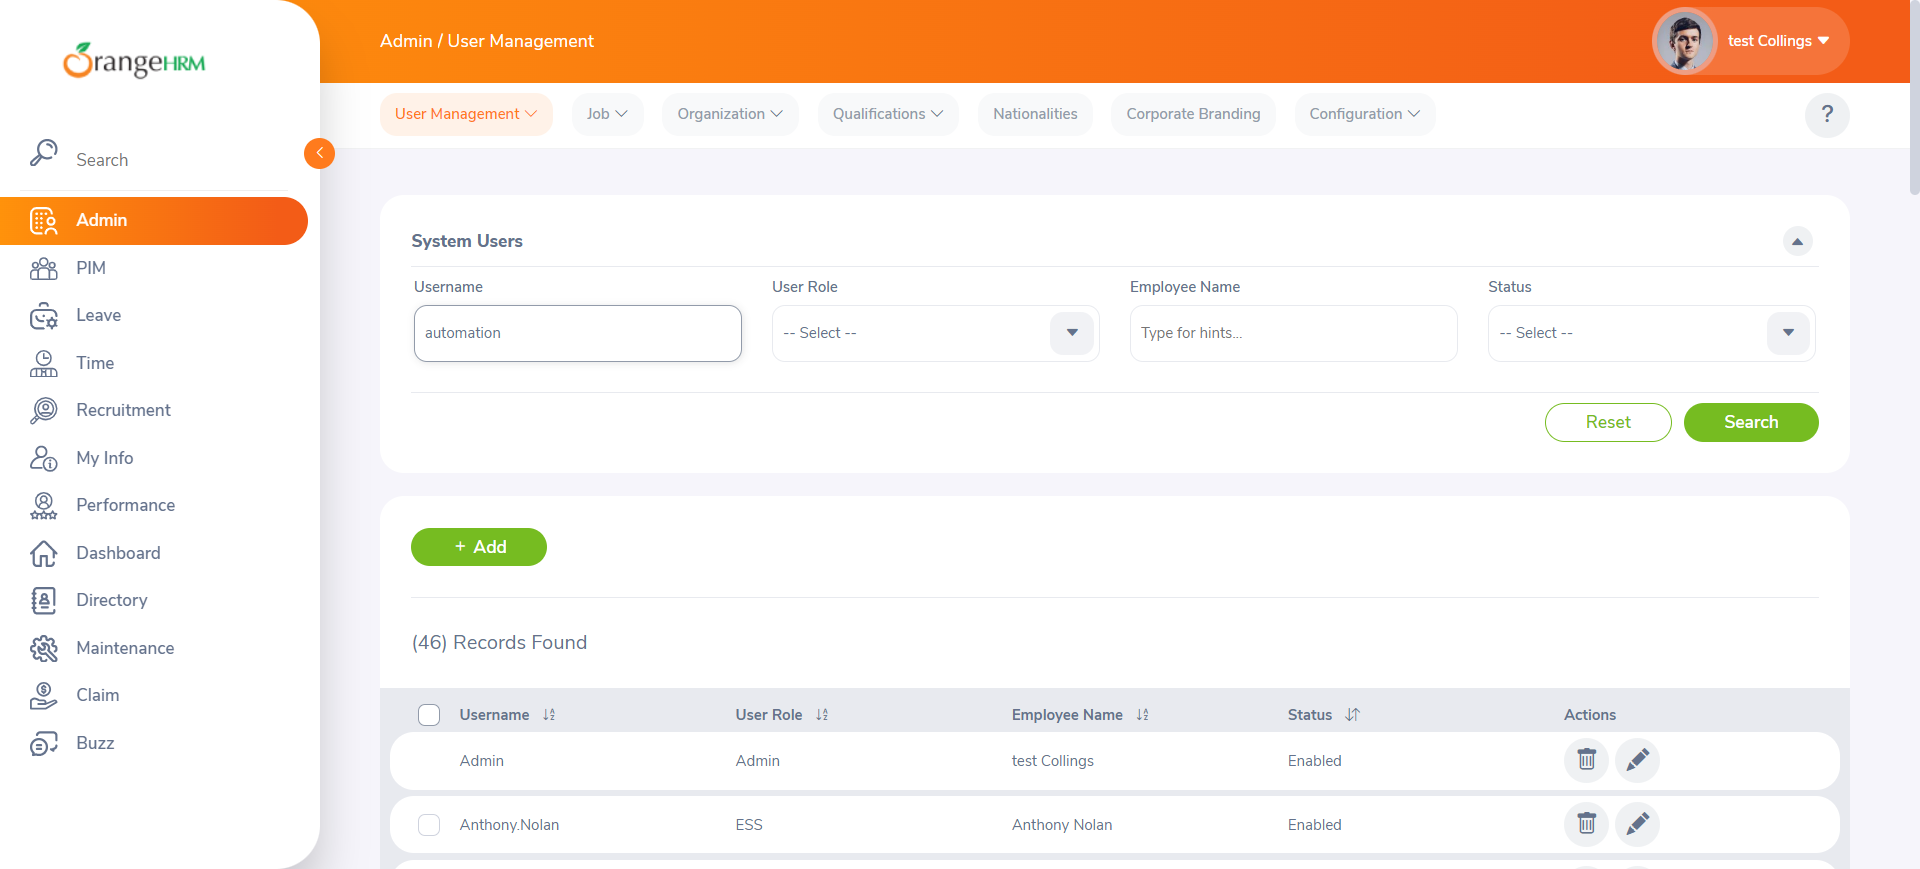 OrangeHRM
Admin / User Management
test Collings
User Management
Job
Organization
Qualifications
Nationalities
Corporate Branding
Configuration
?
Search
Admin
PIM
Leave
Time
Recruitment
My Info
Performance
Dashboard
Directory
Maintenance
Claim
Buzz
System Users
Username
User Role
Employee Name
Status
automation
-- Select --
Type for hints...
-- Select --
Reset
Search
+ Add
(46) Records Found
Username
User Role
Employee Name
Status
Actions
Admin
Admin
test Collings
Enabled
Anthony.Nolan
ESS
Anthony Nolan
Enabled